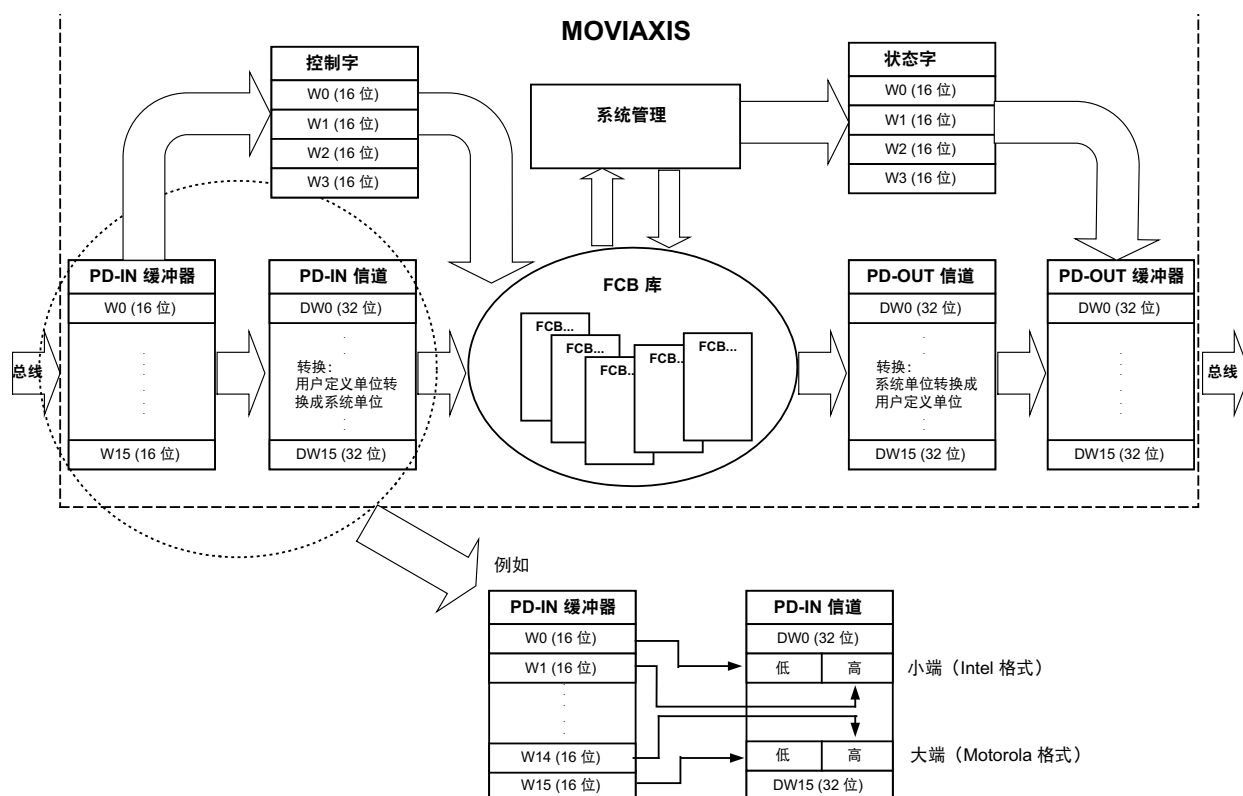 MOVIAXIS
控制字
W0 (16 位)
W1 (16 位)
W2 (16 位)
W3 (16 位)
系统管理
状态字
W0 (16 位)
W1 (16 位)
W2 (16 位)
W3 (16 位)
总线
PD-IN 缓冲器
W0 (16 位)
W15 (16 位)
PD-IN 信道
DW0 (32 位)
转换：
用户定义单位转
换成系统单位
DW15 (32 位)
FCB 库
FCB...
FCB...
FCB..
FCB..
FCB...
PD-OUT 信道
DW0 (32 位)
转换：
系统单位转换成
用户定义单位
DW15 (32 位)
PD-OUT 缓冲器
DW0 (32 位)
DW15 (32 位)
总线
例如
PD-IN 缓冲器
W0 (16 位)
W1 (16 位)
W14 (16 位)
W15 (16 位)
PD-IN 信道
DW0 (32 位)
低 高
小端（Intel 格式）
低 高
大端（Motorola 格式）
DW15 (32 位)